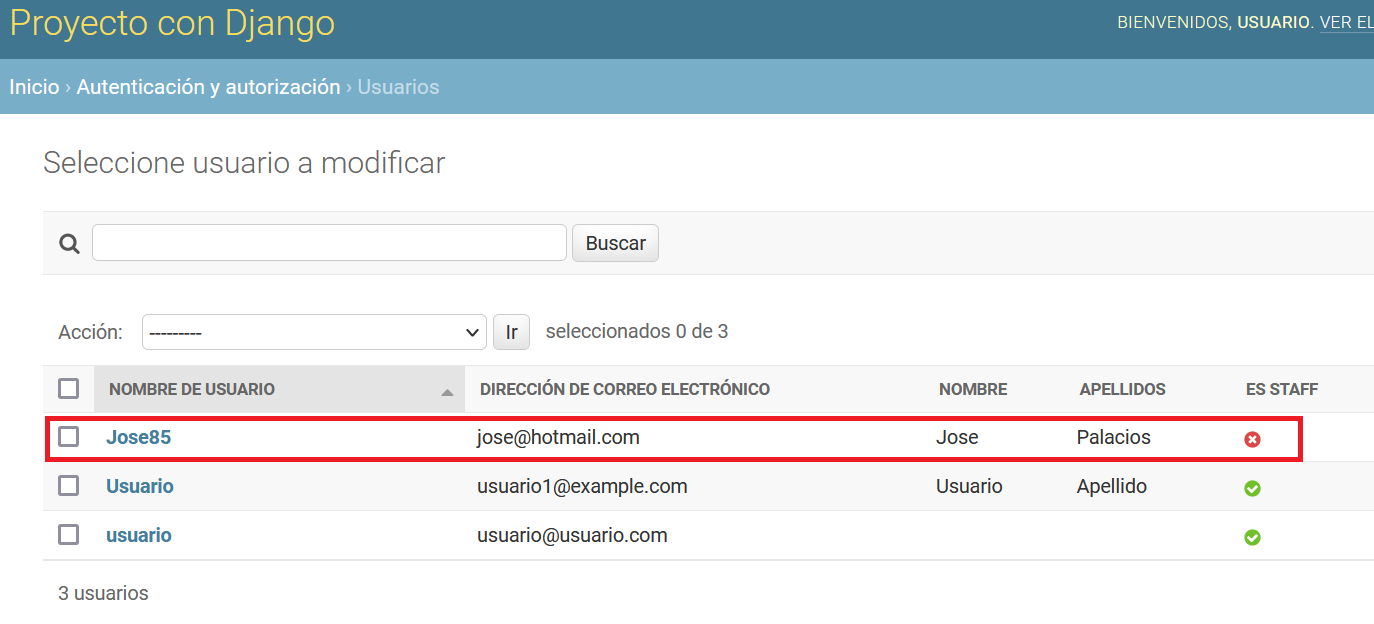 Proyecto con Django
BIENVENIDOS, USUARIO. VER EL
Inicio › Autenticación y autorización › Usuarios
Seleccione usuario a modificar
Buscar
Acción: --------- Ir seleccionados 0 de 3
NOMBRE DE USUARIO DIRECCIÓN DE CORREO ELECTRÓNICO NOMBRE APELLIDOS ES STAFF
Jose85 jose@hotmail.com Jose Palacios
Usuario usuario1@example.com Usuario Apellido
usuario usuario@usuario.com
3 usuarios